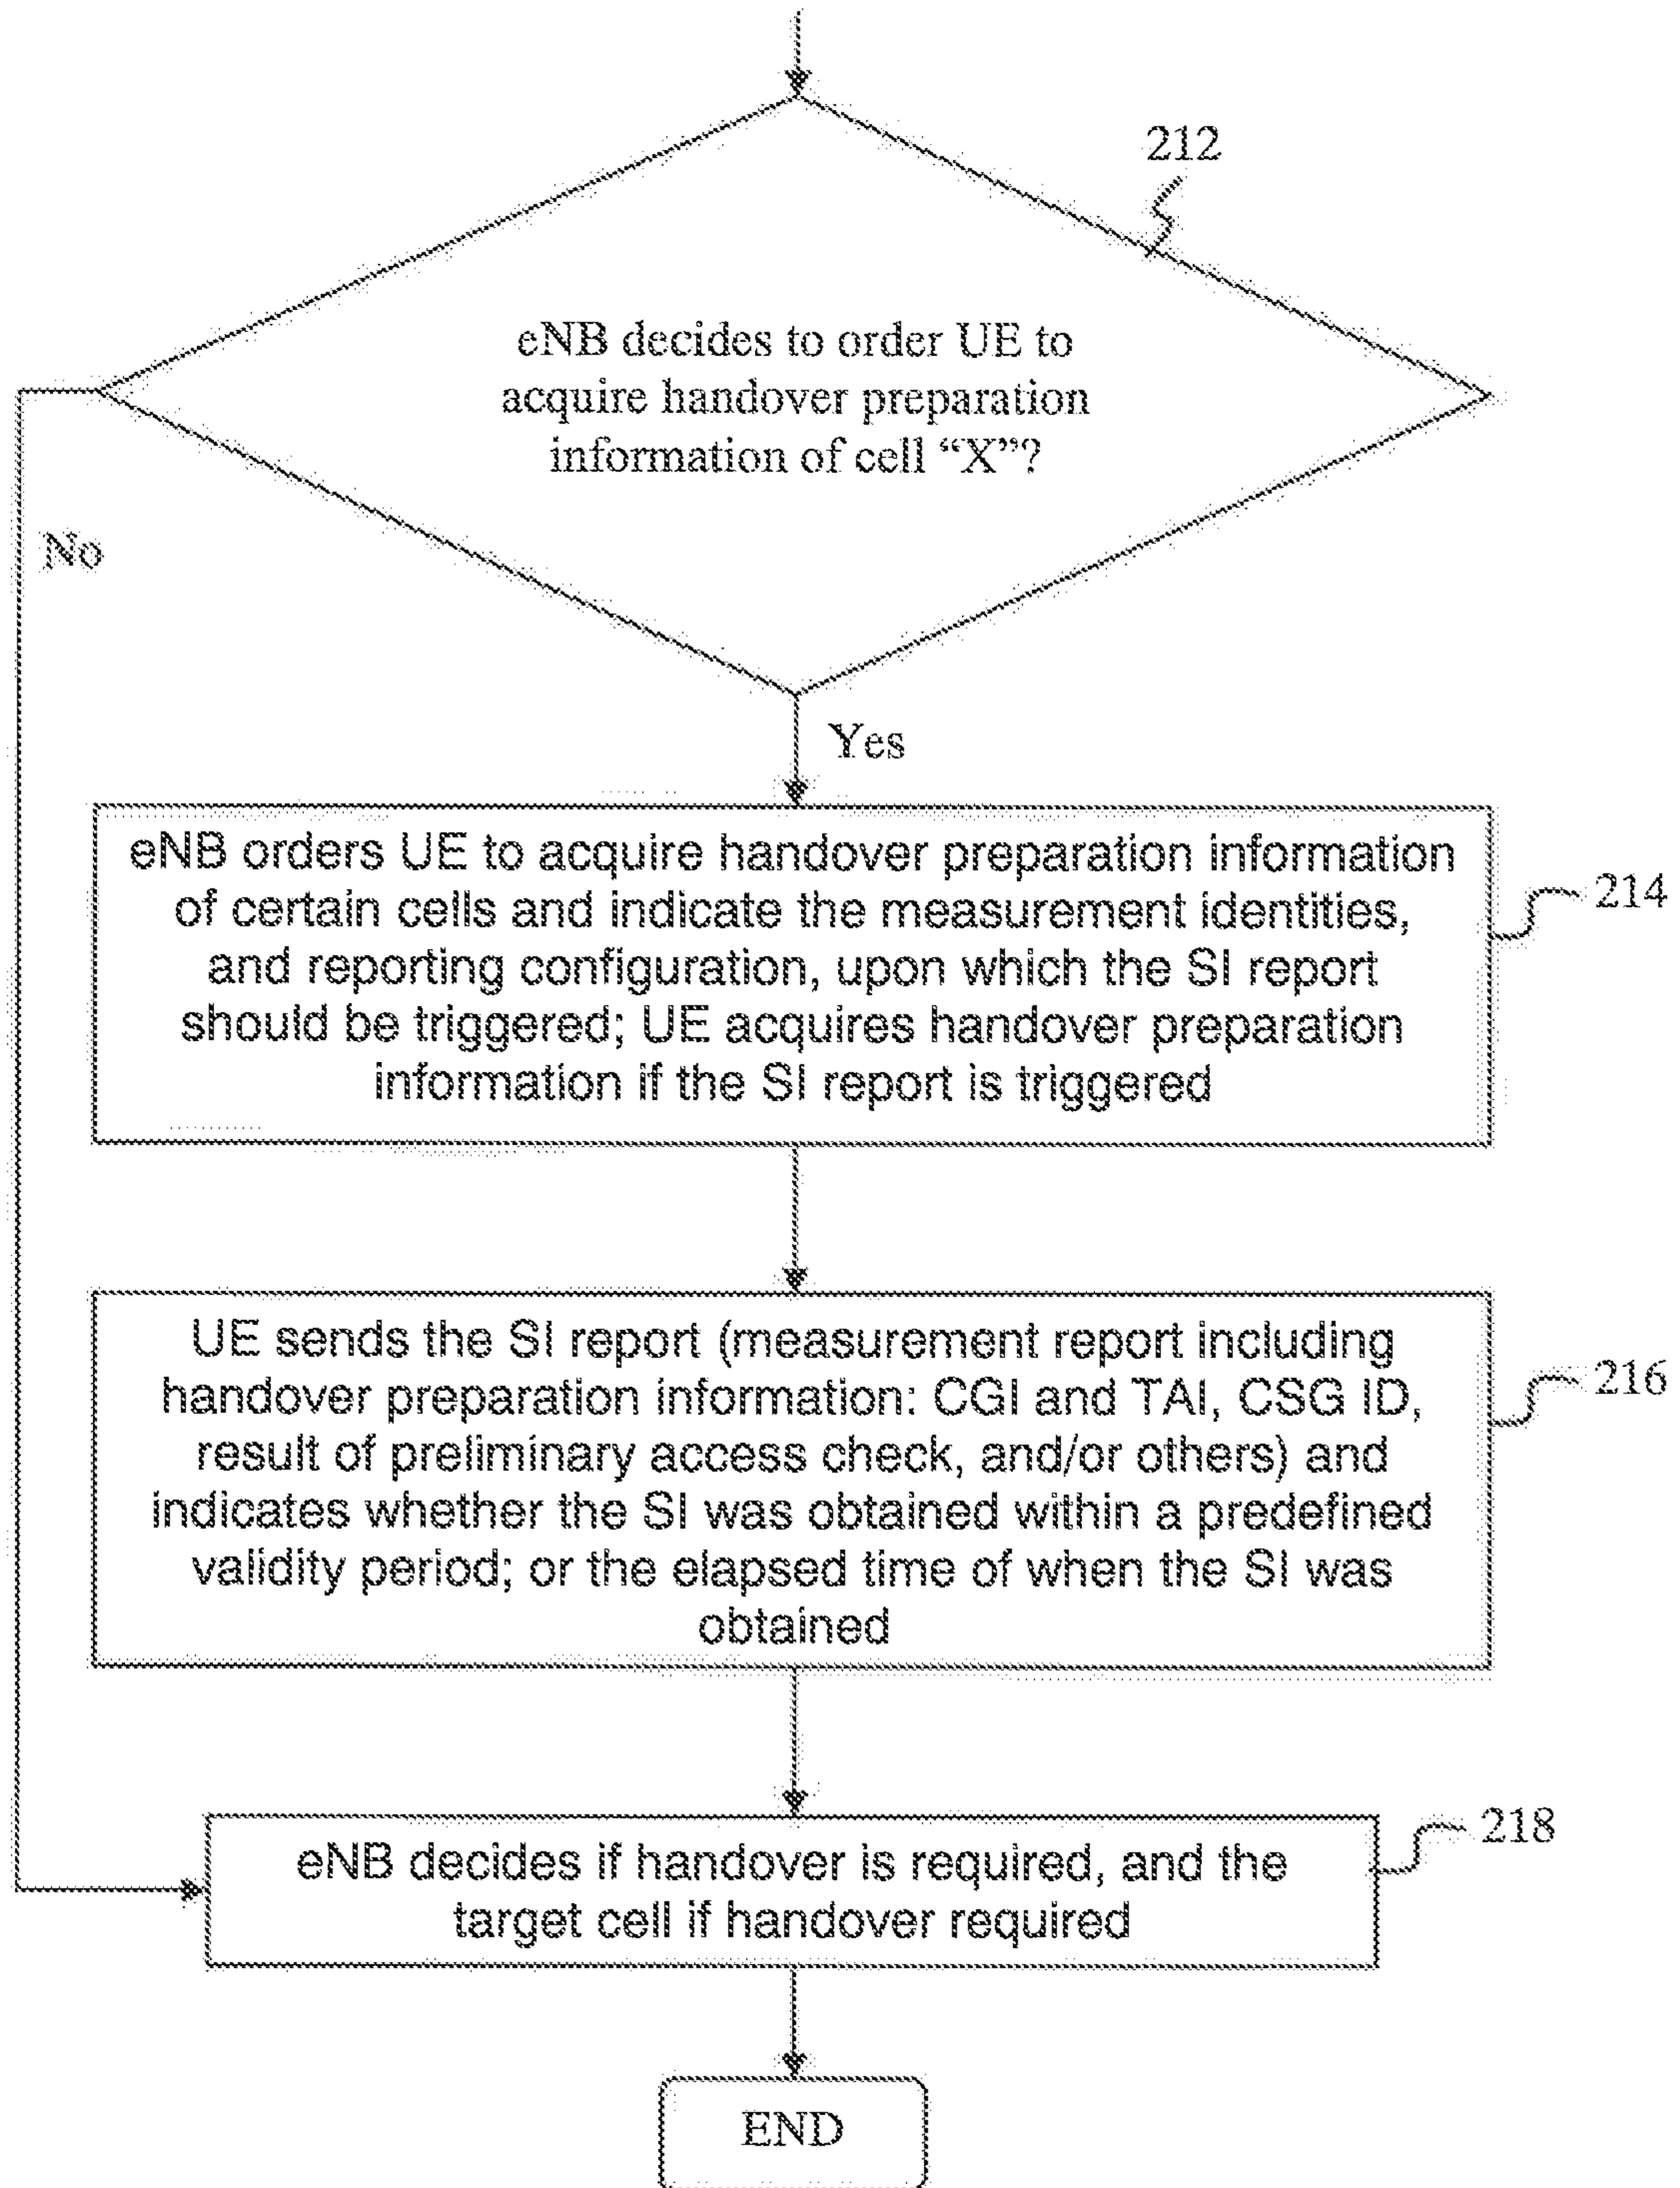 212
eNB decides to order UE to
acquire handover preparation
information of cell “X”?
No
Yes
eNB orders UE to acquire handover preparation information
of certain cells and indicate the measurement identities,
and reporting configuration, upon which the SI report
should be triggered; UE acquires handover preparation
information if the SI report is triggered
214
UE sends the SI report (measurement report including
handover preparation information: CGI and TAI, CSG ID,
result of preliminary access check, and/or others) and
indicates whether the SI was obtained within a predefined
validity period; or the elapsed time of when the SI was
obtained
216
eNB decides if handover is required, and the
target cell if handover required
218
END